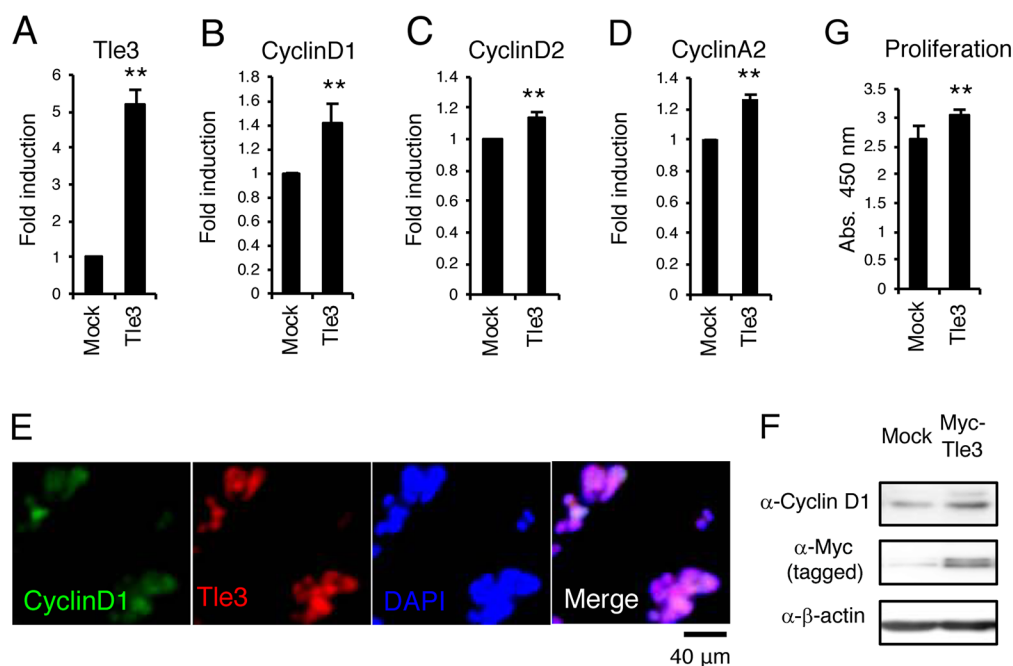 A
Tle3
Fold induction
6
5
4
3
2
1
0
**
Mock
Tle3
B
CyclinD1
Fold induction
1.8
1.6
1.4
1.2
1
0.8
0.6
0.4
0.2
0
**
Mock
Tle3
C
CyclinD2
Fold induction
1.4
1.2
1
0.8
0.6
0.4
0.2
0
**
Mock
Tle3
D
CyclinA2
Fold induction
1.4
1.2
1
0.8
0.6
0.4
0.2
0
**
Mock
Tle3
G
Proliferation
Abs. 450 nm
3.5
3
2.5
2
1.5
1
0.5
0
**
Mock
Tle3
E
CyclinD1
Tle3
DAPI
Merge
40 μm
F
Mock
Myc-
Tle3
α-Cyclin D1
α-Myc
(tagged)
α-β-actin